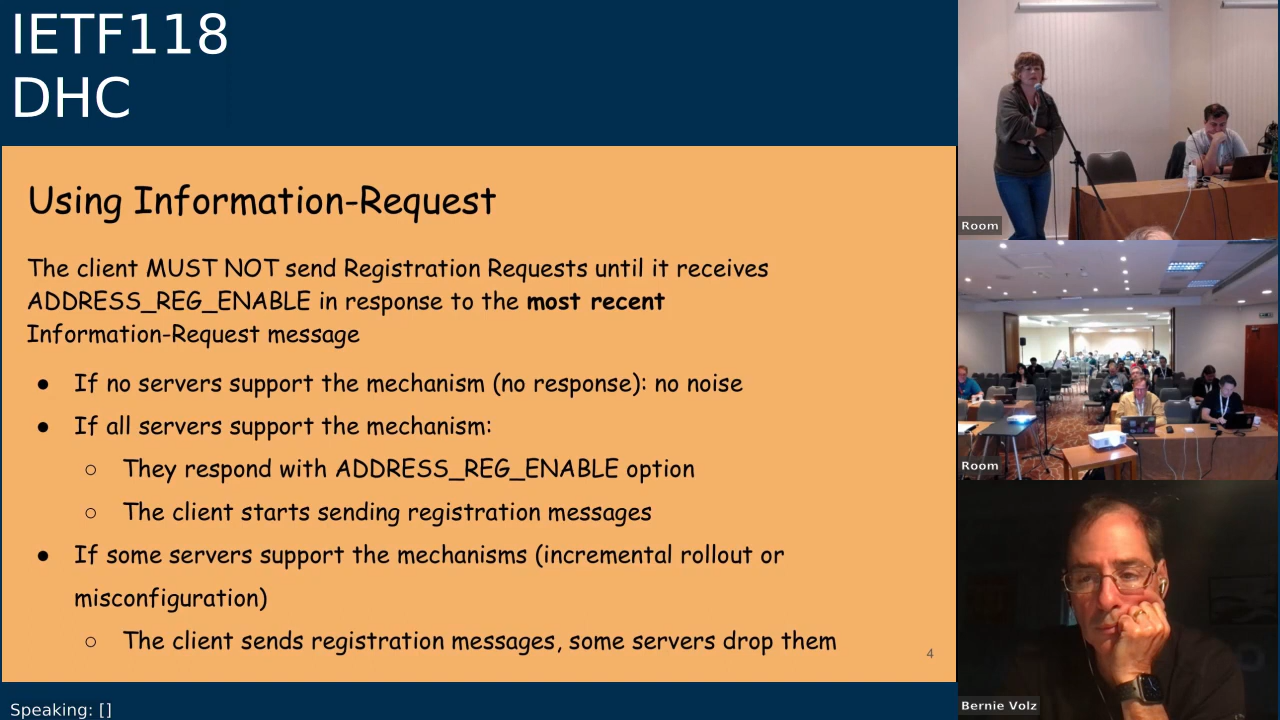 IETF118
DHC
Using Information-Request
The client MUST NOT send Registration Requests until it receives
ADDRESS_REG_ENABLE in response to the most recent
Information-Request message
● If no servers support the mechanism (no response): no noise
● If all servers support the mechanism:
○ They respond with ADDRESS_REG_ENABLE option
○ The client starts sending registration messages
● If some servers support the mechanisms (incremental rollout or
misconfiguration)
○ The client sends registration messages, some servers drop them
4
Speaking: []
Room
Room
Bernie Volz